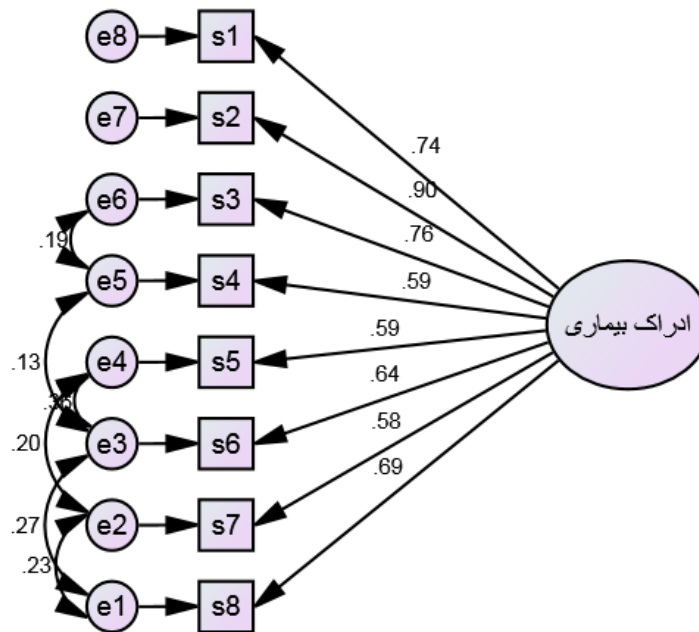 e8 s1
.74
e7 s2
.90
e6 s3
.76
.19
e5 s4
.59
ادراک بیماری
.59
.13
e4 s5
.64
.36
.20
e3 s6
.58
.69
.27
e2 s7
.23
e1 s8